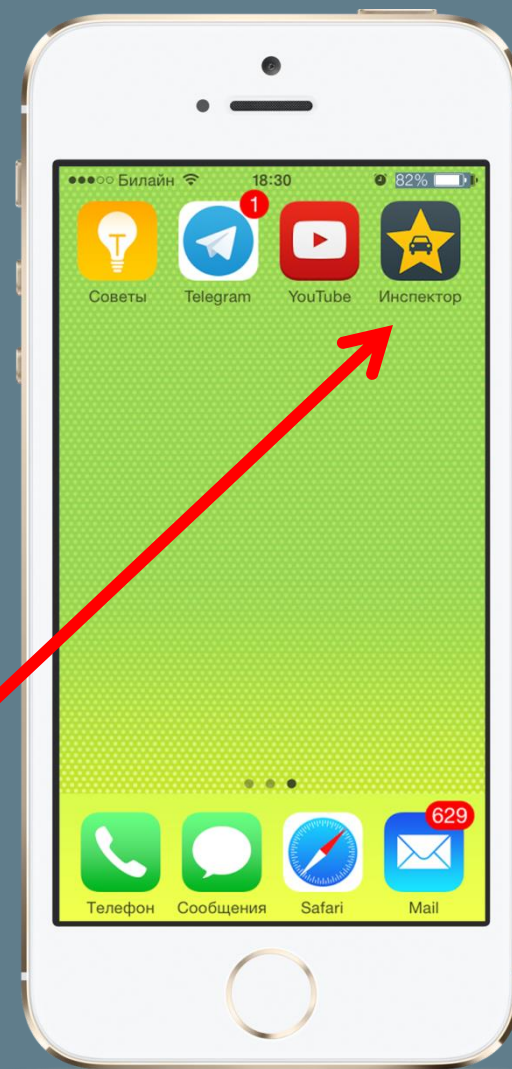 Билайн 18:30 82%
1
Советы Telegram YouTube Инспектор
629
Телефон Сообщения Safari Mail